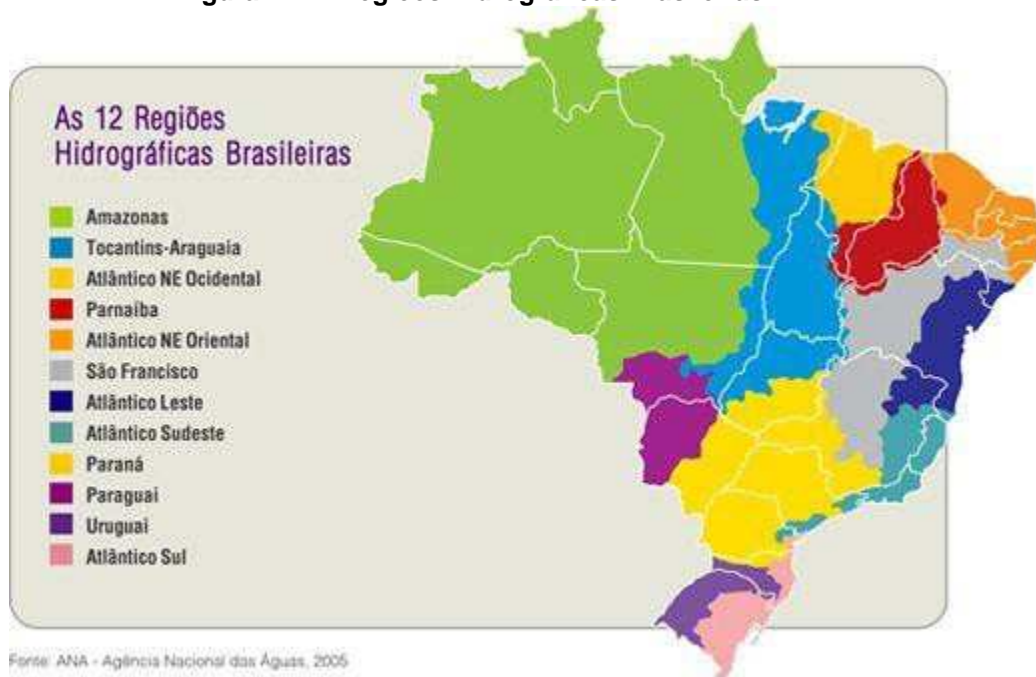 As 12 Regiões
Hidrográficas Brasileiras
Amazonas
Tocantins-Araguaia
Atlântico NE Ocidental
Parnaíba
Atlântico NE Oriental
São Francisco
Atlântico Leste
Atlântico Sudeste
Paraná
Paraguai
Uruguai
Atlântico Sul
Fonte: ANA - Agência Nacional das Águas, 2005